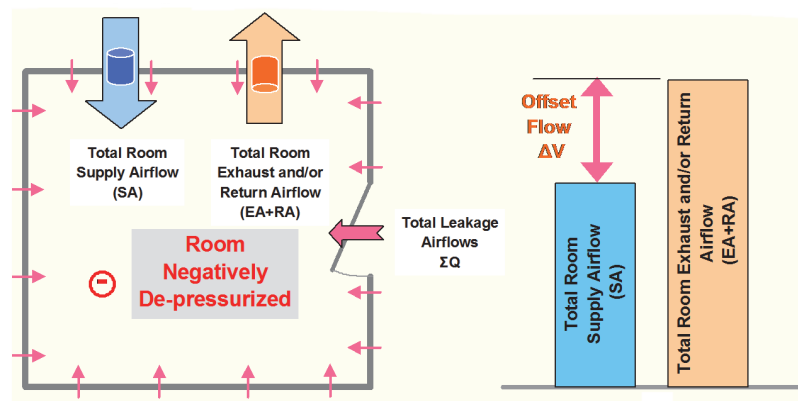 Total Room
Supply Airflow
(SA)
Total Room
Exhaust and/or
Return Airflow
(EA+RA)
Total Leakage
Airflows
ΣQ
Room
Negatively
De-pressurized
-
Offset
Flow
ΔV
Total Room
Supply Airflow
(SA)
Total Room Exhaust and/or Return
Airflow
(EA+RA)